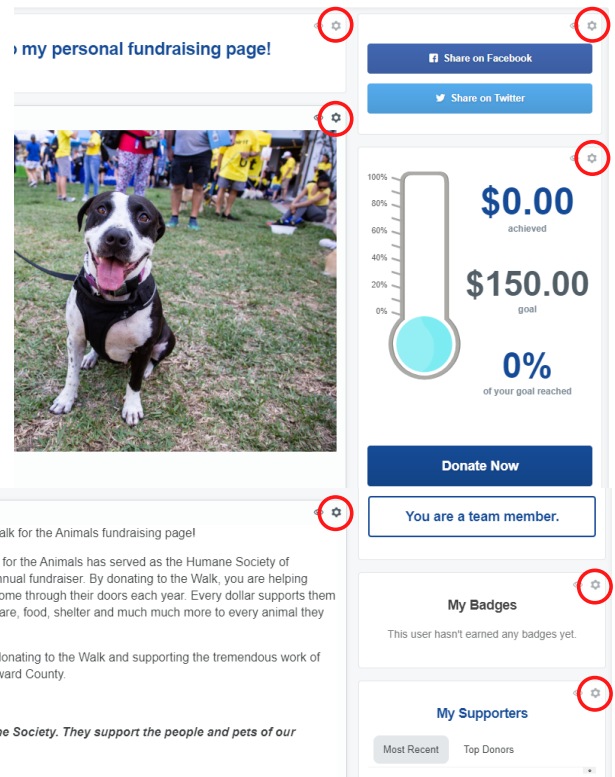 my personal fundraising page!
Share on Facebook
Share on Twitter
100%
80%
60%
40%
20%
0%
$0.00
achieved
$150.00
goal
0%
of your goal reached
Donate Now
You are a team member.
alk for the Animals fundraising page!
for the Animals has served as the Humane Society of
nnual fundraiser. By donating to the Walk, you are helping
ome through their doors each year. Every dollar supports them
are, food, shelter and much much more to every animal they
donating to the Walk and supporting the tremendous work of
ward County.
ne Society. They support the people and pets of our
My Badges
This user hasn't earned any badges yet.
My Supporters
Most Recent
Top Donors